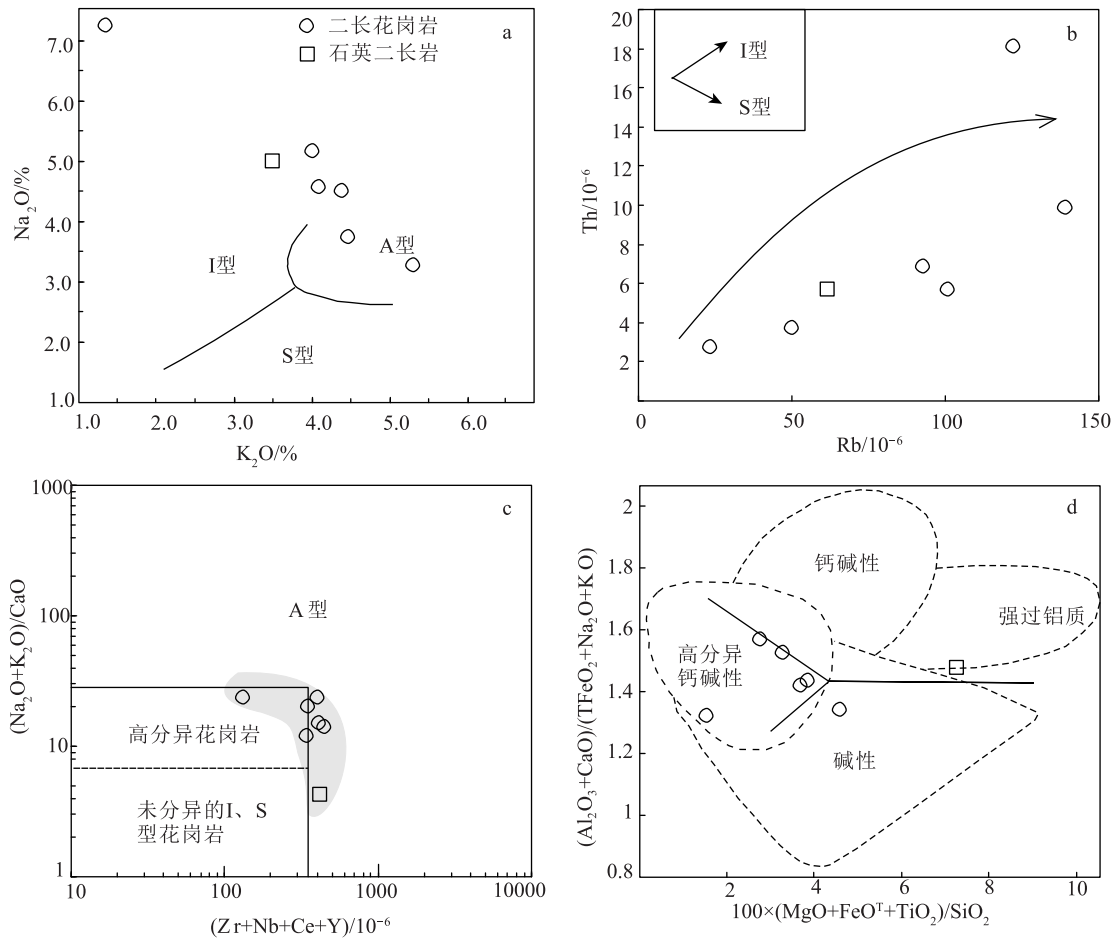 a
二长花岗岩
石英二长岩
7.0
6.0
5.0
4.0
3.0
2.0
1.0
Na2O/%
I型
A型
S型
1.0 2.0 3.0 4.0 5.0 6.0
K2O/%
b
I型
S型
20
18
16
14
12
10
8
6
4
2
Th/10⁻⁶
0 50 100 150
Rb/10⁻⁶
c
1000
100
10
1
(Na2O+K2O)/CaO
A型
高分异花岗岩
未分异的I、S
型花岗岩
10 100 1000 10000
(Zr+Nb+Ce+Y)/10⁻⁶
d
2
1.8
1.6
1.4
1.2
1
0.8
(Al2O3+CaO)/(TFeO2+Na2O+KO)
钙碱性
强过铝质
高分异
钙碱性
碱性
2 4 6 8 10
100×(MgO+FeOᵀ+TiO2)/SiO2